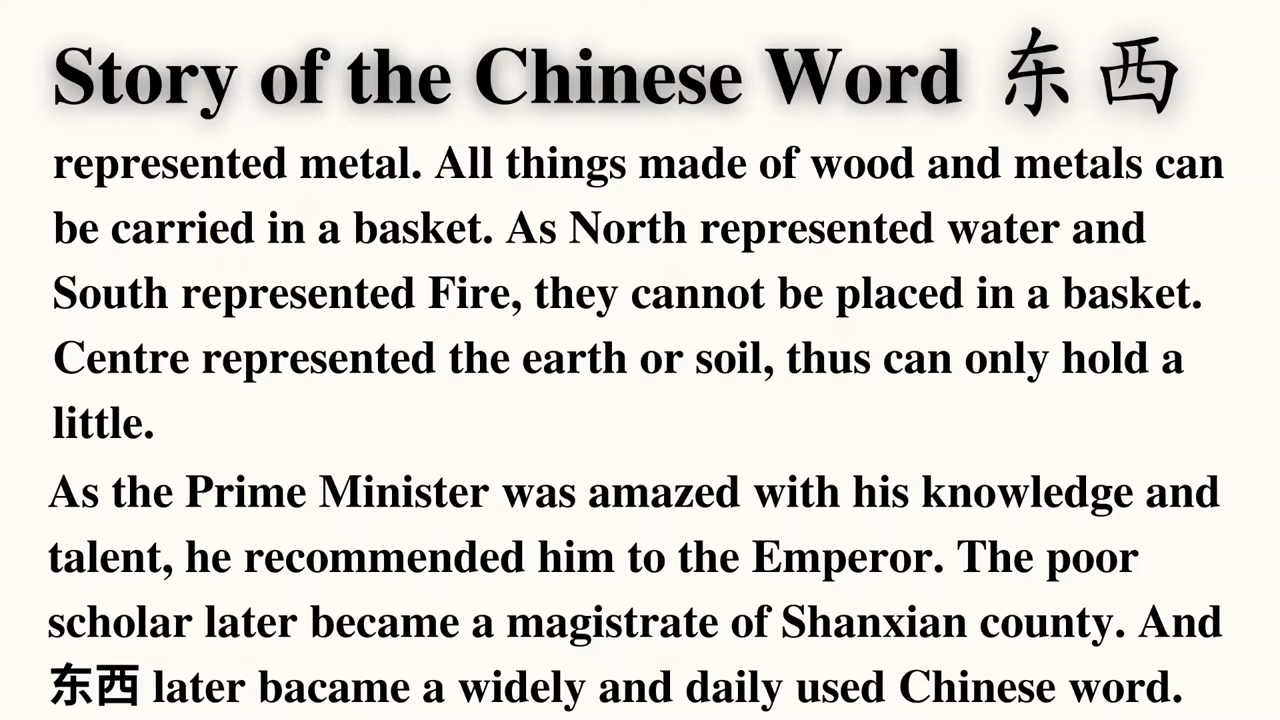 Story of the Chinese Word 东西
represented metal. All things made of wood and metals can
be carried in a basket. As North represented water and
South represented Fire, they cannot be placed in a basket.
Centre represented the earth or soil, thus can only hold a
little.
As the Prime Minister was amazed with his knowledge and
talent, he recommended him to the Emperor. The poor
scholar later became a magistrate of Shanxian county. And
东西 later bacame a widely and daily used Chinese word.